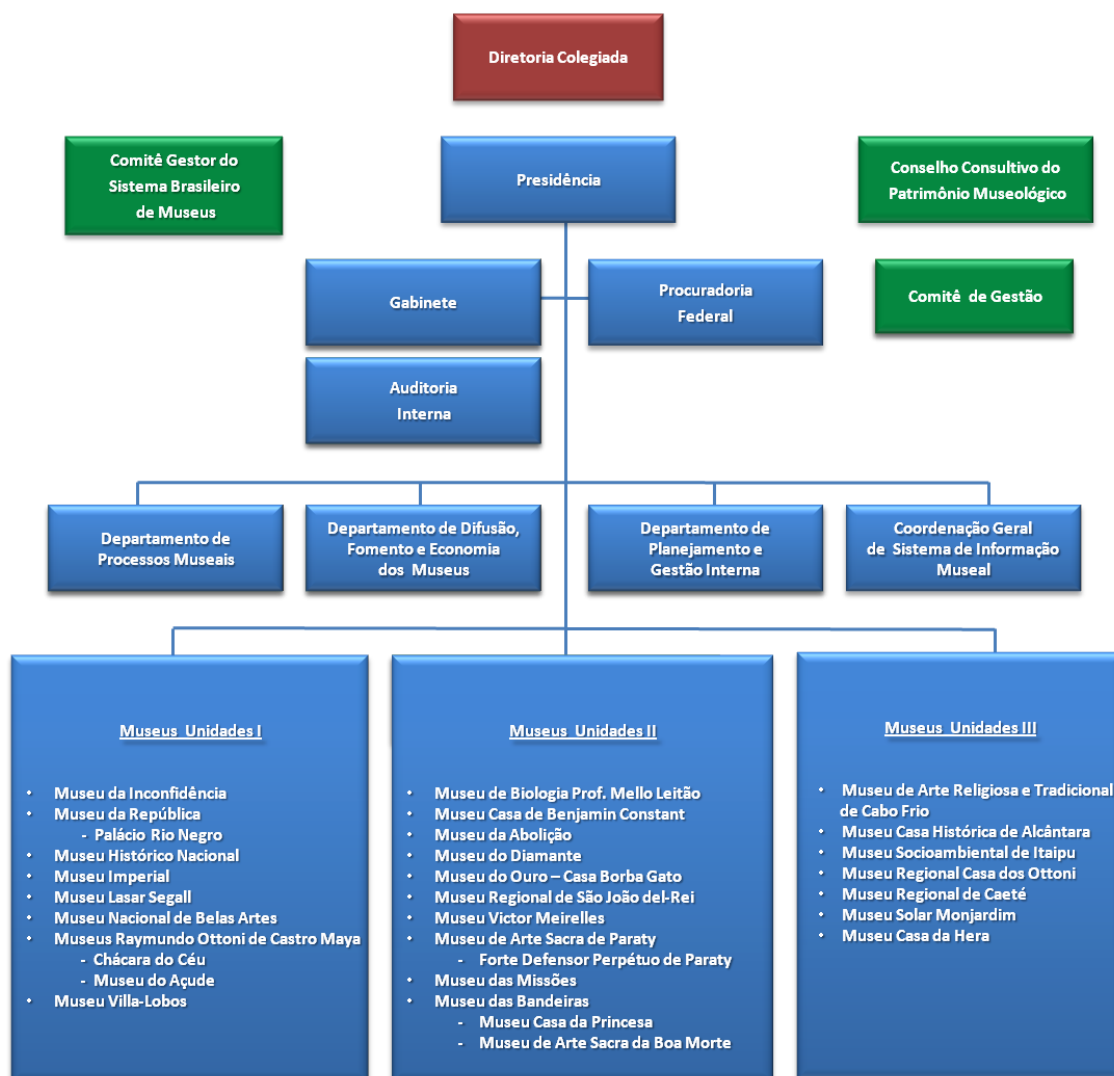 Diretoria Colegiada
Comitê Gestor do
Sistema Brasileiro
de Museus
Presidência
Conselho Consultivo do
Patrimônio Museológico
Gabinete
Procuradoria
Federal
Comitê de Gestão
Auditoria
Interna
Departamento de
Processos Museais
Departamento de Difusão,
Fomento e Economia
dos Museus
Departamento de
Planejamento e
Gestão Interna
Coordenação Geral
de Sistema de Informação
Museal
Museus Unidades I
• Museu da Inconfidência
• Museu da República
- Palácio Rio Negro
• Museu Histórico Nacional
• Museu Imperial
• Museu Lasar Segall
• Museu Nacional de Belas Artes
• Museus Raymundo Ottoni de Castro Maya
- Chácara do Céu
- Museu do Açude
• Museu Villa-Lobos
Museus Unidades II
• Museu de Biologia Prof. Mello Leitão
• Museu Casa de Benjamin Constant
• Museu da Abolição
• Museu do Diamante
• Museu do Ouro – Casa Borba Gato
• Museu Regional de São João del-Rei
• Museu Victor Meirelles
• Museu de Arte Sacra de Paraty
- Forte Defensor Perpétuo de Paraty
• Museu das Missões
• Museu das Bandeiras
- Museu Casa da Princesa
- Museu de Arte Sacra da Boa Morte
Museus Unidades III
• Museu de Arte Religiosa e Tradicional
de Cabo Frio
• Museu Casa Histórica de Alcântara
• Museu Socioambiental de Itaipu
• Museu Regional Casa dos Ottoni
• Museu Regional de Caeté
• Museu Solar Monjardim
• Museu Casa da Hera